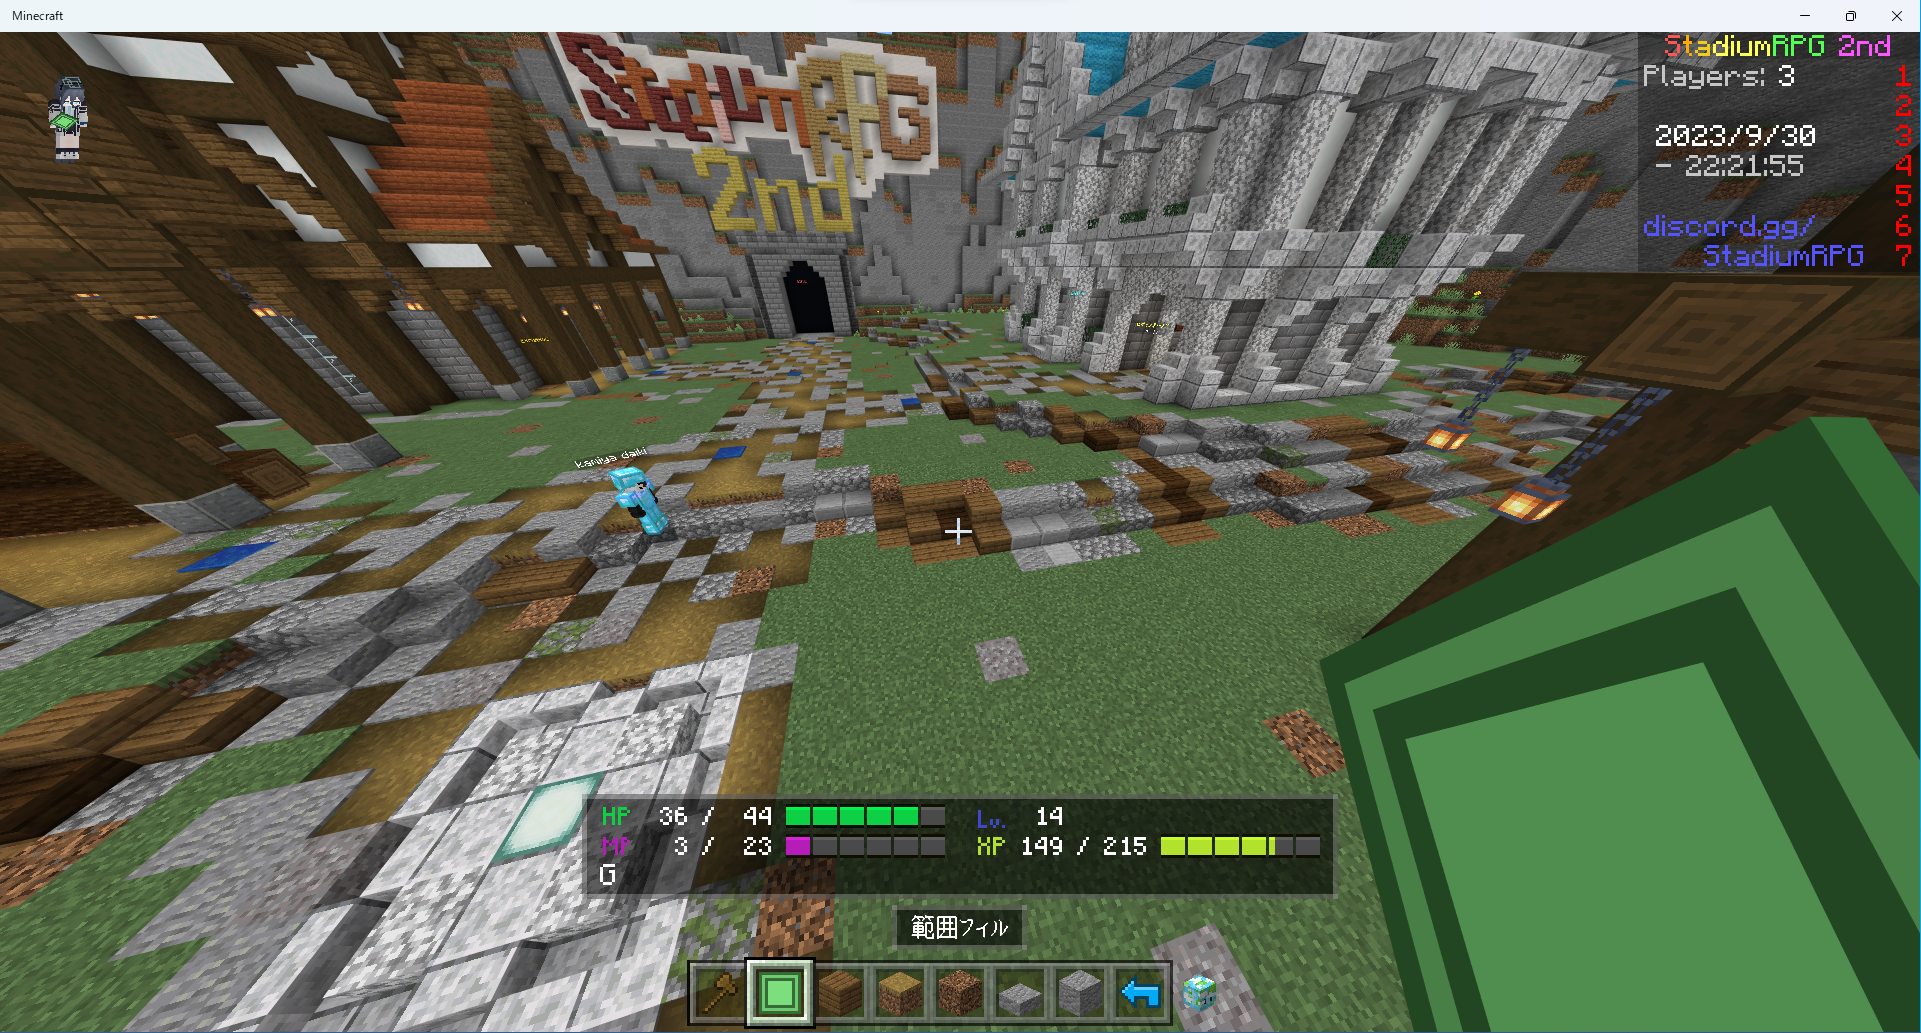 Minecraft
StadiumRPG 2nd
Players: 3 1
2
2023/9/30 3
- 22:21:55 4
5
discord.gg/ 6
StadiumRPG 7
StadiumRPG
2nd
kamiya daiki
HP 36 / 44 Lv. 14
MP 3 / 23 XP 149 / 215
G
範囲フィル